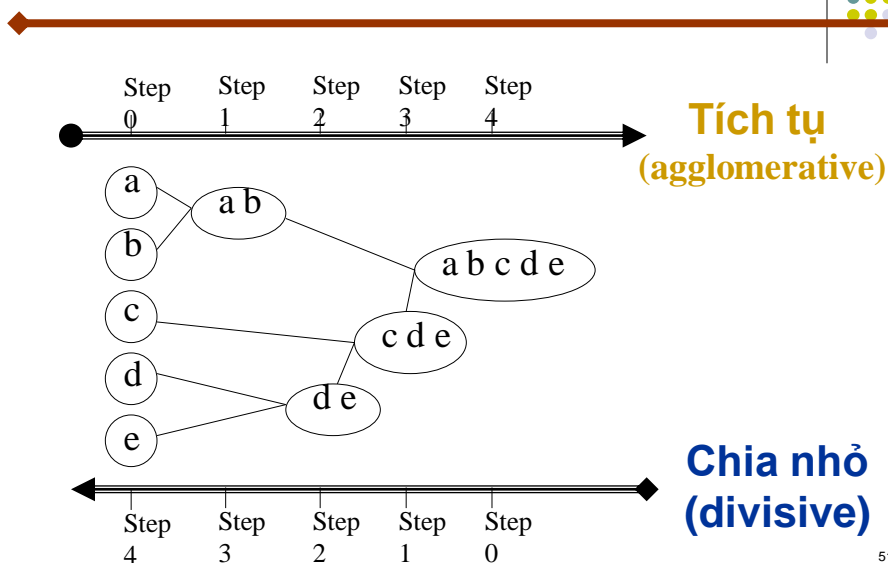 Step Step Step Step Step
0 1 2 3 4
Tích tụ
(agglomerative)
a
a b
b
a b c d e
c
c d e
d
d e
e
Chia nhỏ
(divisive)
Step Step Step Step Step
4 3 2 1 0